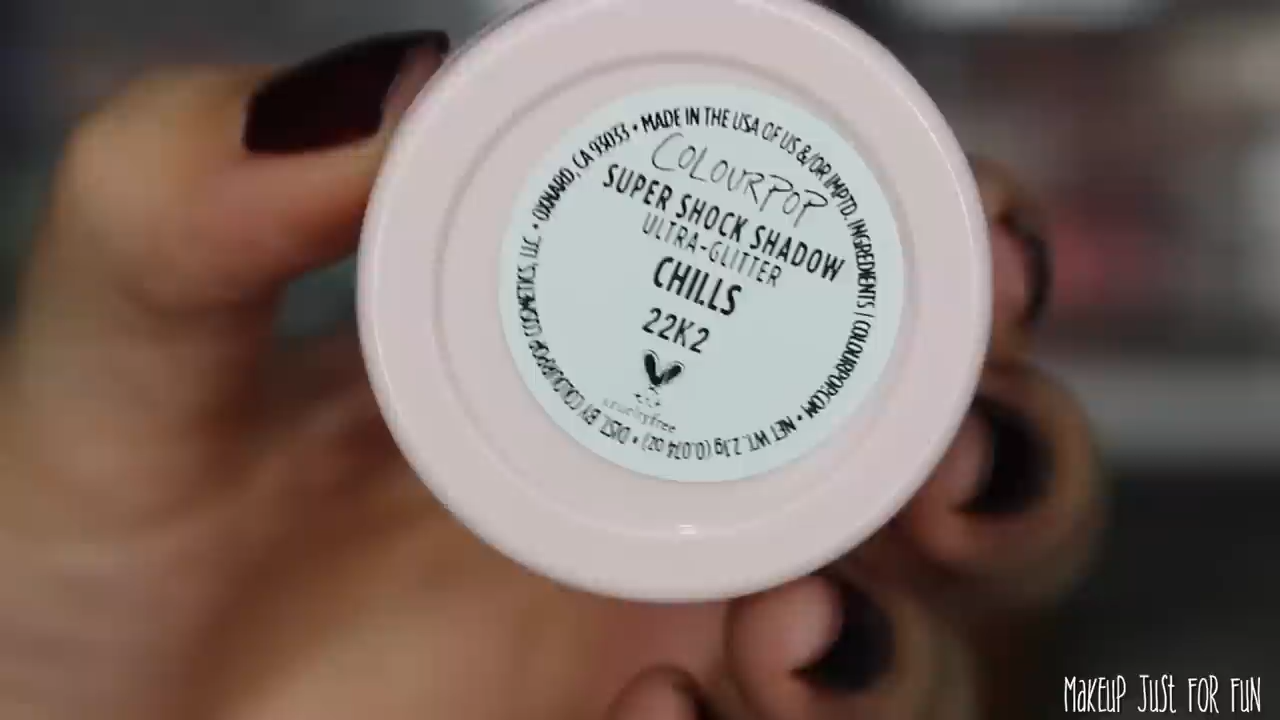 COLOURPOP
SUPER SHOCK SHADOW
ULTRA-GLITTER
CHILLS
22K2
crueltyfree
MADE IN THE USA OF US &/OR IMPTD. INGREDIENTS | COLOURPOP.COM • NET WT. 2.1g (0.074 oz) • DIST. BY COLOURPOP COSMETICS, LLC • OXNARD, CA 93033 •
MAKEUP JUST FOR FUN